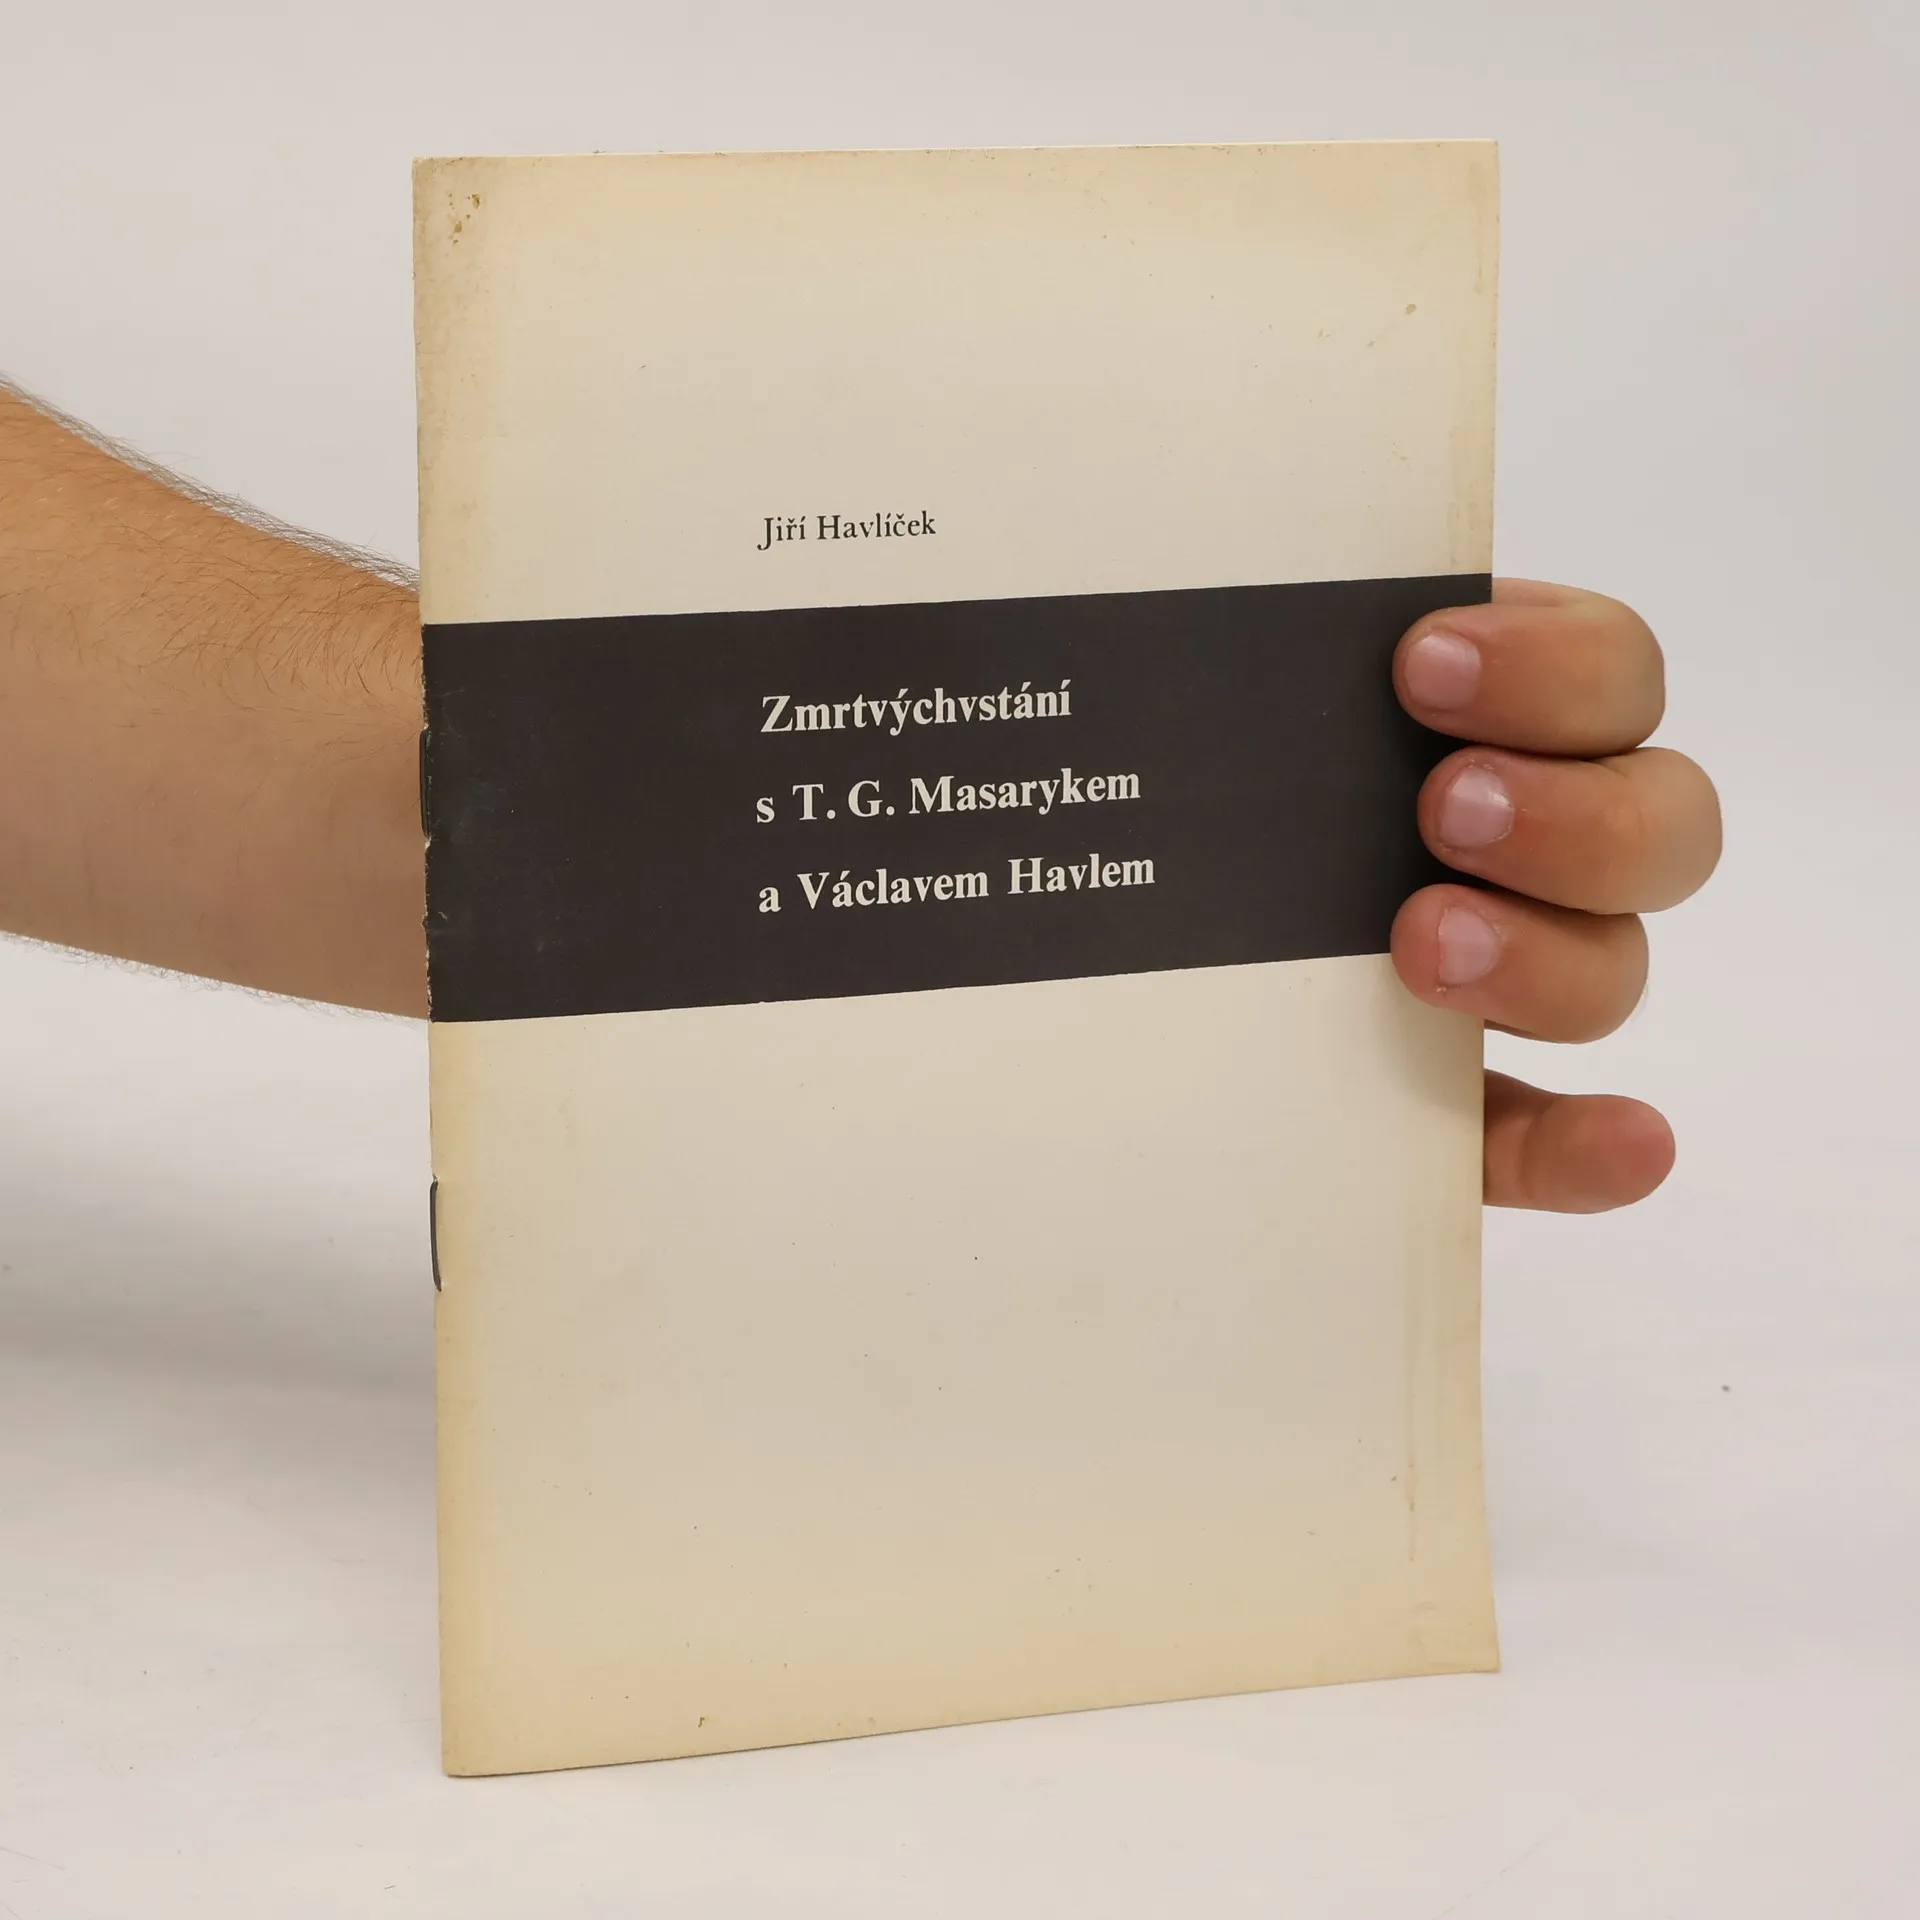 Jiří Havlíček
Zmrtvýchvstání
s T. G. Masarykem
a Václavem Havlem